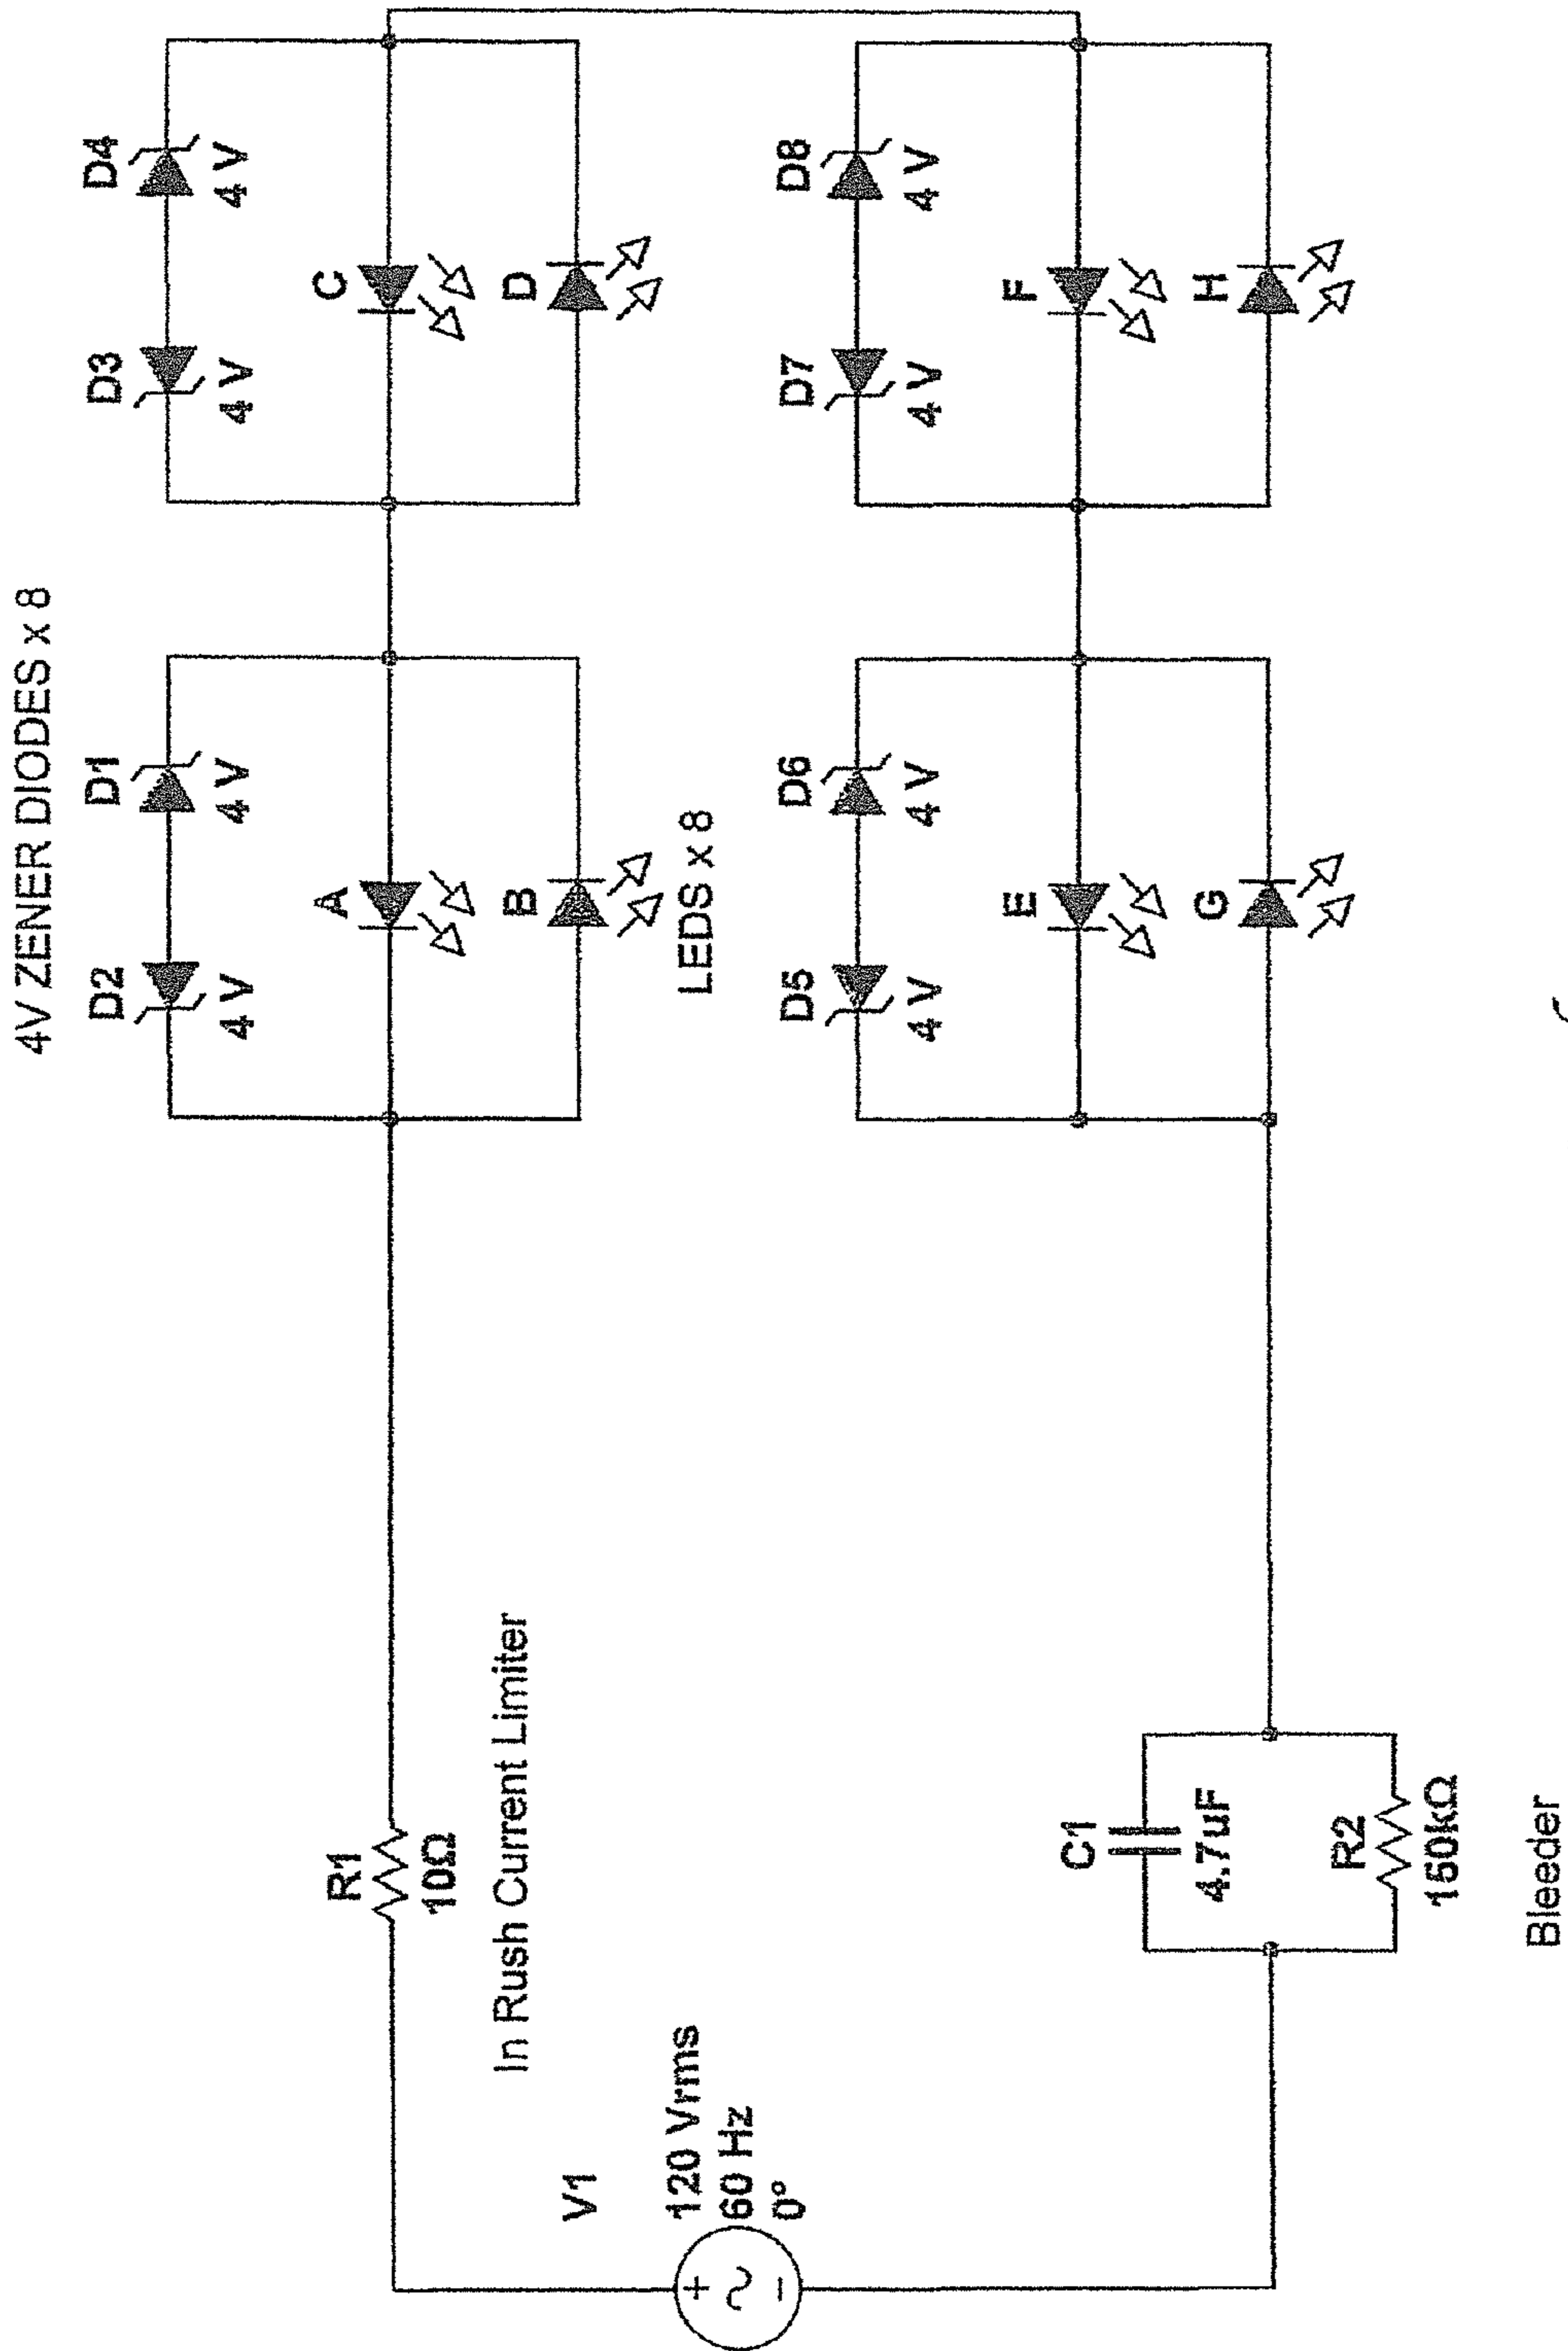 4V ZENER DIODES x 8
D2
D1
D3
D4
4 V
4 V
4 V
4 V
R1
10Ω
In Rush Current Limiter
A
C
B
D
LEDS x 8
V1
120 Vrms
60 Hz
0°
D5
D6
D7
D8
4 V
4 V
4 V
4 V
E
F
G
H
C1
4.7uF
R2
150kΩ
Bleeder